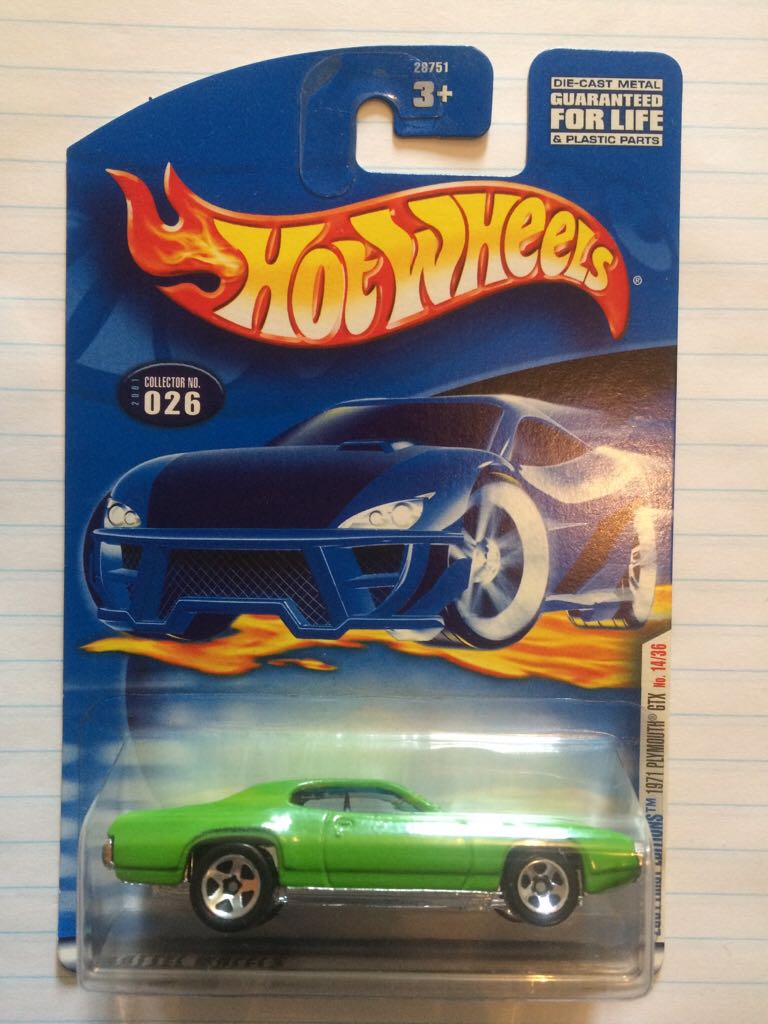 28751
3+
DIE-CAST METAL
GUARANTEED
FOR LIFE
& PLASTIC PARTS
HOT WHEELS®
2001
COLLECTOR NO.
026
EDITIONS™ 1971 PLYMOUTH® GTX No. 14/36